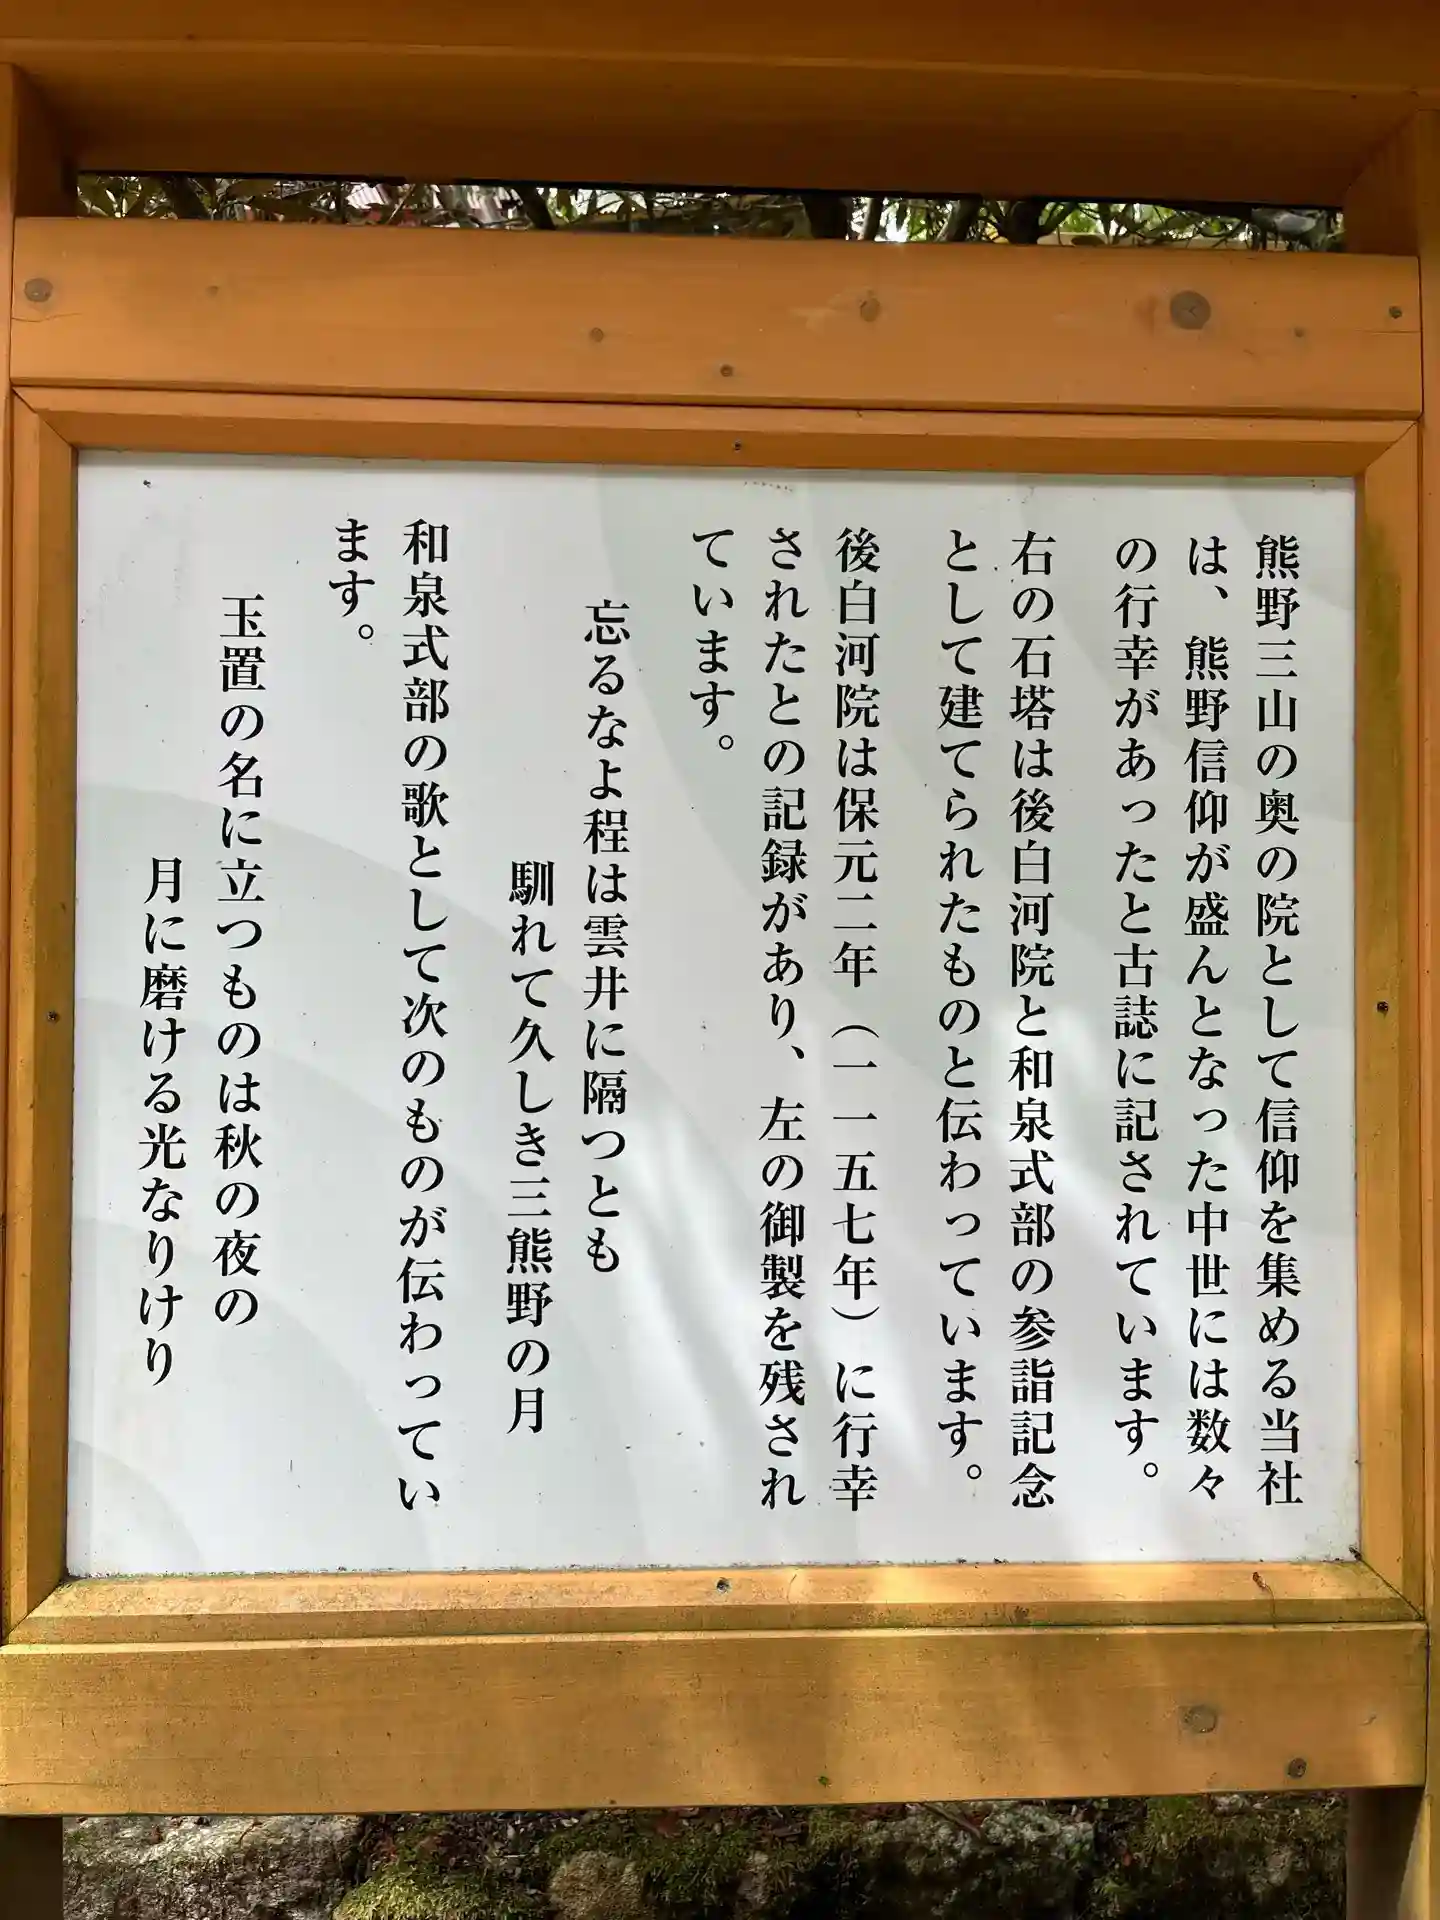 熊野三山の奥の院として信仰を集める当社
は、熊野信仰が盛んとなった中世には数々
の行幸があったと古誌に記されています。
右の石塔は後白河院と和泉式部の参詣記念
として建てられたものと伝わっています。
後白河院は保元二年（一一五七年）に行幸
されたとの記録があり、左の御製を残され
ています。
忘るなよ程は雲井に隔つとも
馴れて久しき三熊野の月
和泉式部の歌として次のものが伝わってい
ます。
玉置の名に立つものは秋の夜の
月に磨ける光なりけり